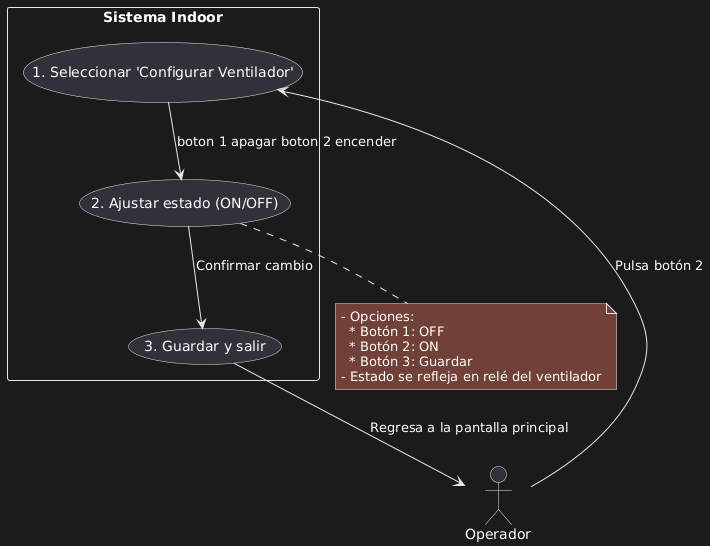 Sistema Indoor
1. Seleccionar 'Configurar Ventilador'
boton 1 apagar boton 2 encender
2. Ajustar estado (ON/OFF)
Confirmar cambio
Pulsa botón 2
- Opciones:
* Botón 1: OFF
* Botón 2: ON
* Botón 3: Guardar
- Estado se refleja en relé del ventilador
3. Guardar y salir
Regresa a la pantalla principal
Operador